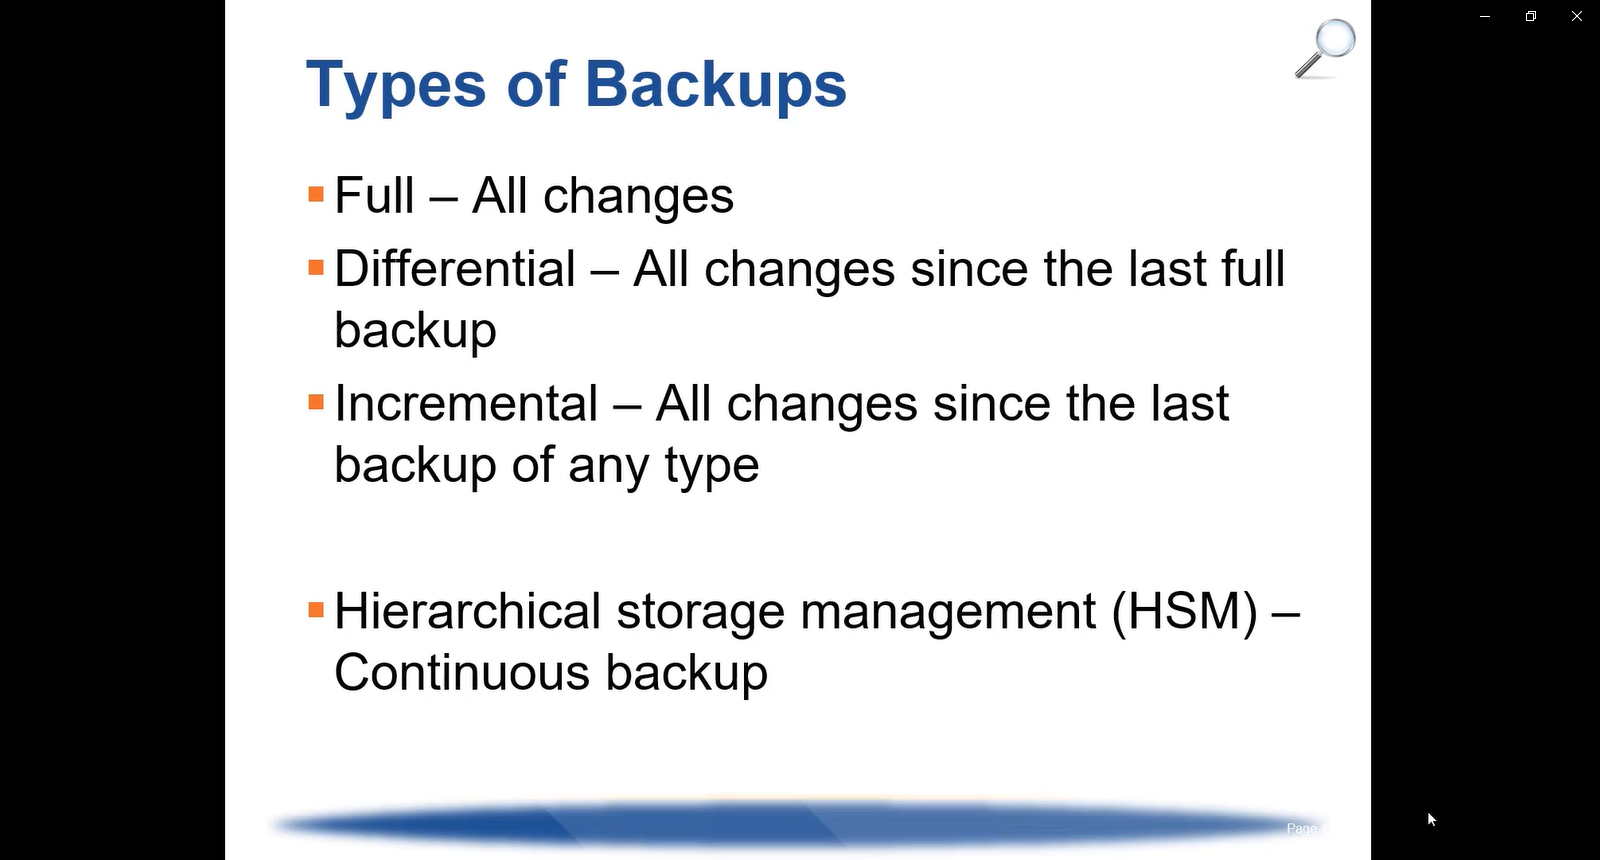 Types of Backups
Full – All changes
Differential – All changes since the last full
backup
Incremental – All changes since the last
backup of any type
Hierarchical storage management (HSM) –
Continuous backup
Page